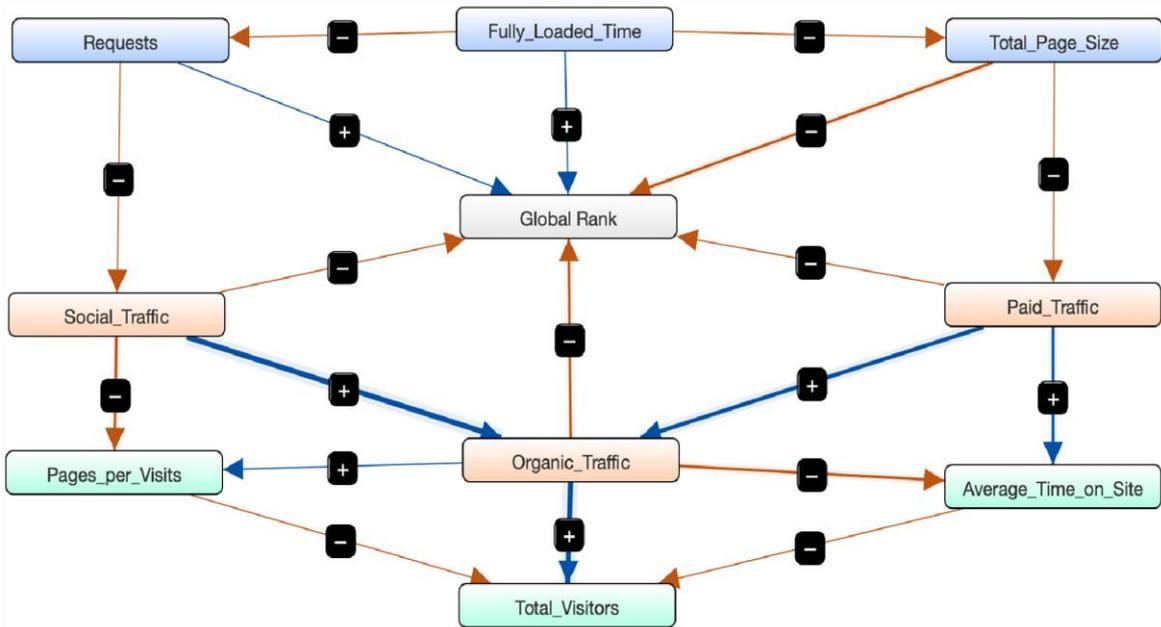 Requests
−
Fully_Loaded_Time
−
Total_Page_Size
+
+
−
−
−
Global Rank
−
−
Social_Traffic
Paid_Traffic
−
−
+
+
+
Pages_per_Visits
+
Organic_Traffic
−
Average_Time_on_Site
−
+
−
Total_Visitors